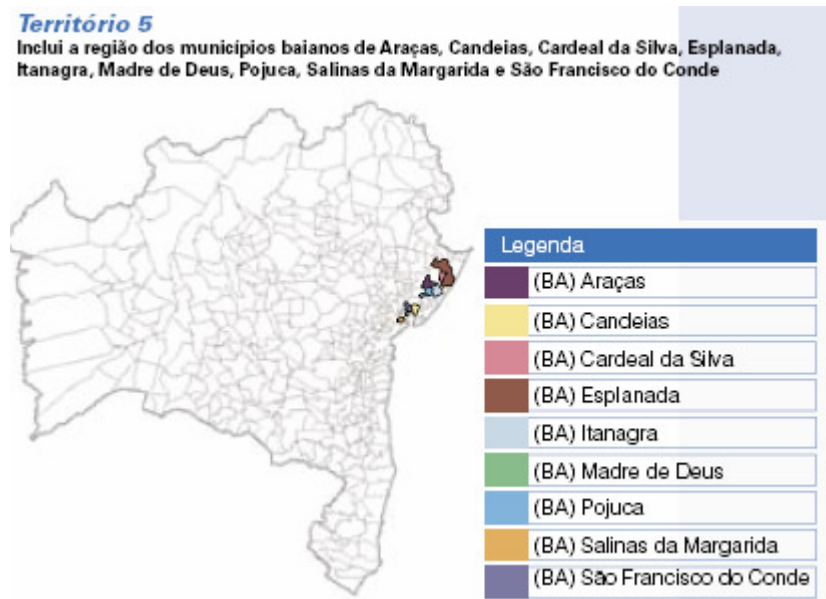 Território 5
Inclui a região dos municípios baianos de Araças, Candeias, Cardeal da Silva, Esplanada,
Itanagra, Madre de Deus, Pojuca, Salinas da Margarida e São Francisco do Conde
Legenda
(BA) Araças
(BA) Candeias
(BA) Cardeal da Silva
(BA) Esplanada
(BA) Itanagra
(BA) Madre de Deus
(BA) Pojuca
(BA) Salinas da Margarida
(BA) São Francisco do Conde